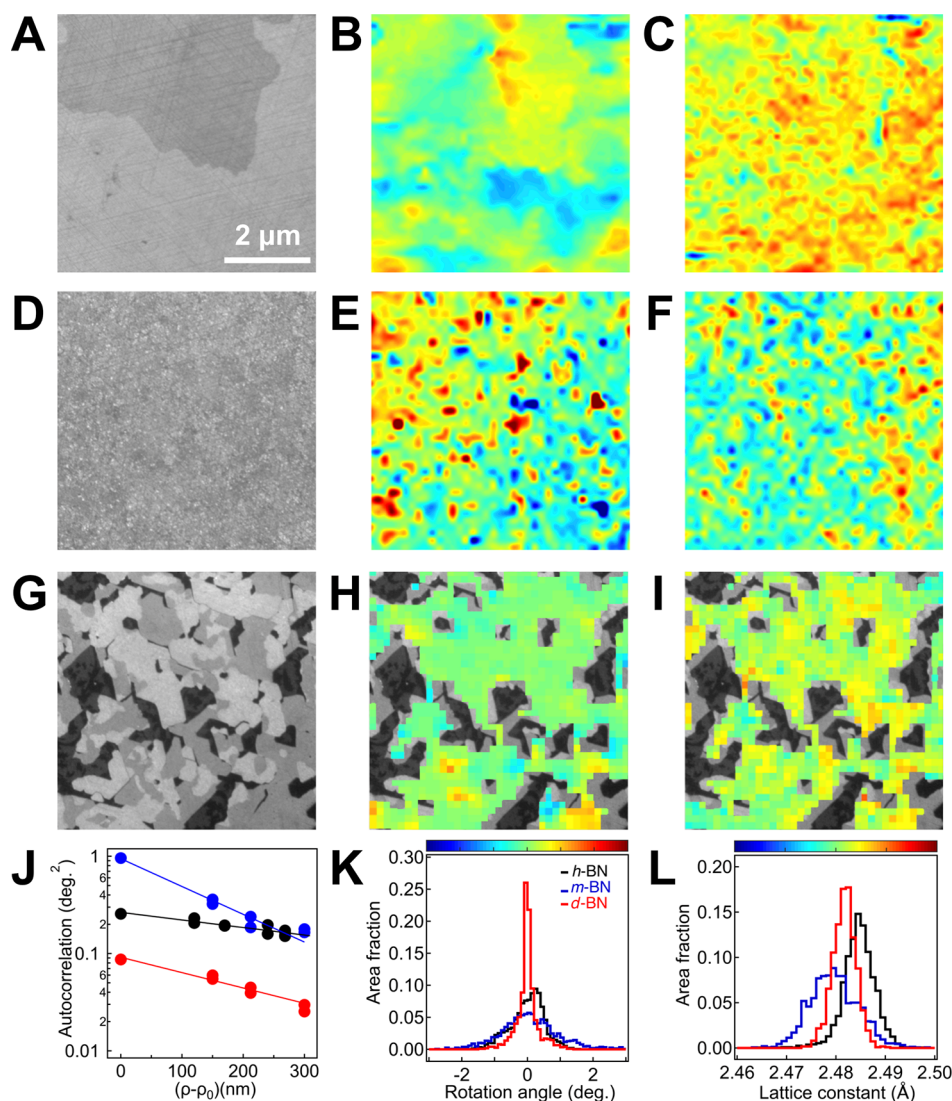 A
B
C
2 µm
D
E
F
G
H
I
J
K
L
Autocorrelation (deg.²)
1
6
4
2
0.1
6
4
2
0.01
0
100
200
300
(ρ-ρ₀)(nm)
Area fraction
0.30
0.25
0.20
0.15
0.10
0.05
0.00
h-BN
m-BN
d-BN
-2
0
2
Rotation angle (deg.)
Area fraction
0.20
0.15
0.10
0.05
0.00
2.46
2.47
2.48
2.49
2.50
Lattice constant (Å)